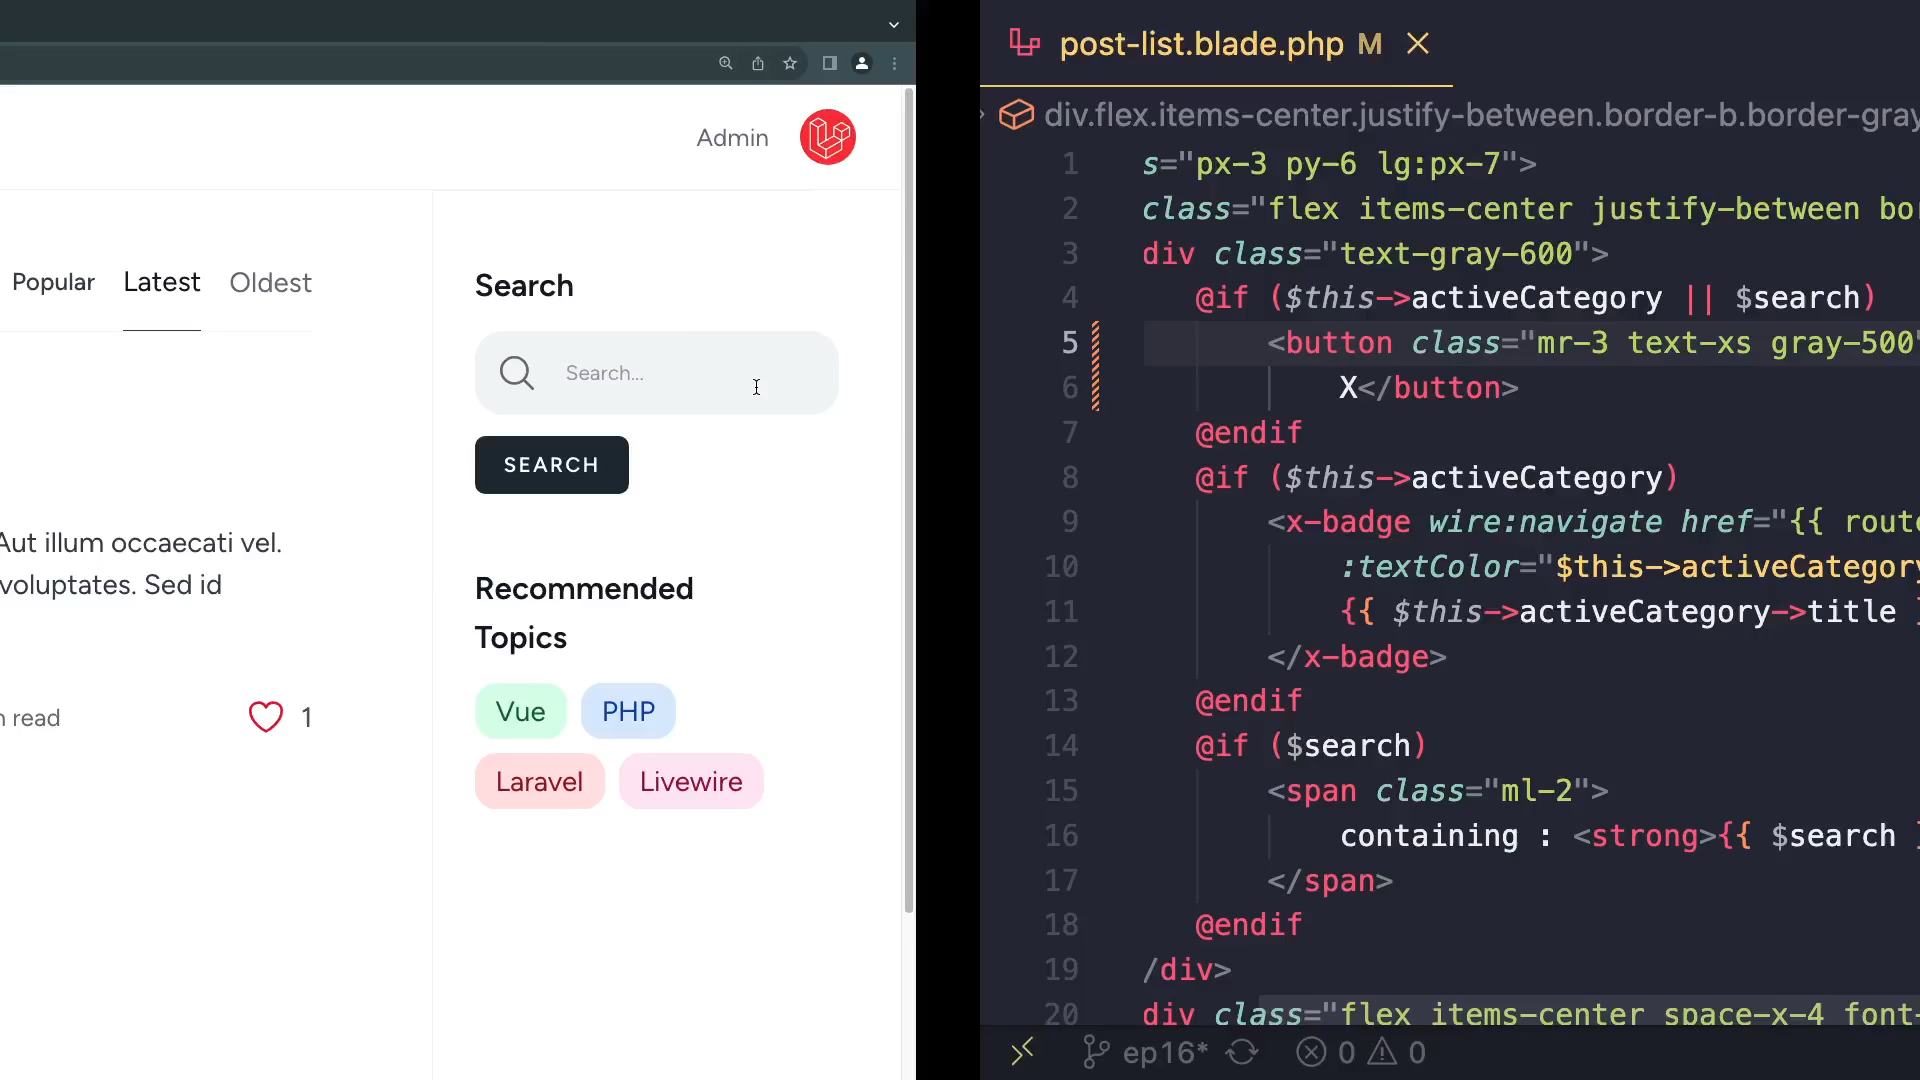 Admin
Popular Latest Oldest
Aut illum occaecati vel.
voluptates. Sed id
read
1
Search
Search...
SEARCH
Recommended
Topics
Vue PHP
Laravel Livewire
post-list.blade.php M
div.flex.items-center.justify-between.border-b.border-gray
1 s="px-3 py-6 lg:px-7">
2 class="flex items-center justify-between bo
3 div class="text-gray-600">
4 @if ($this->activeCategory || $search)
5 <button class="mr-3 text-xs gray-500"
6 X</button>
7 @endif
8 @if ($this->activeCategory)
9 <x-badge wire:navigate href="{{ route
10 :textColor="$this->activeCategory
11 {{ $this->activeCategory->title }
12 </x-badge>
13 @endif
14 @if ($search)
15 <span class="ml-2">
16 containing : <strong>{{ $search }
17 </span>
18 @endif
19 /div>
20 div class="flex items-center space-x-4 font-
ep16* 0 0